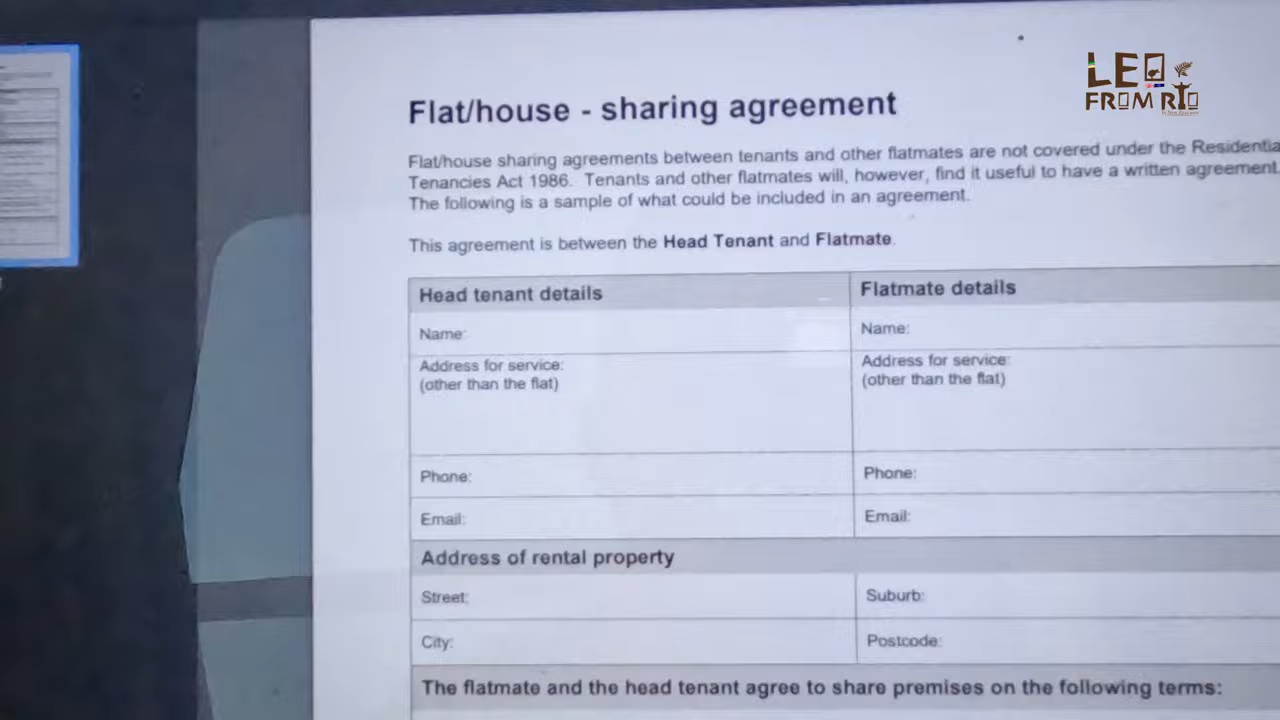 LEO
FROM RIO
Flat/house - sharing agreement
Flat/house sharing agreements between tenants and other flatmates are not covered under the Residentia
Tenancies Act 1986. Tenants and other flatmates will, however, find it useful to have a written agreement.
The following is a sample of what could be included in an agreement.
This agreement is between the Head Tenant and Flatmate.
Head tenant details
Flatmate details
Name:
Name:
Address for service:
(other than the flat)
Address for service:
(other than the flat)
Phone:
Phone:
Email:
Email:
Address of rental property
Street:
Suburb:
City:
Postcode:
The flatmate and the head tenant agree to share premises on the following terms: